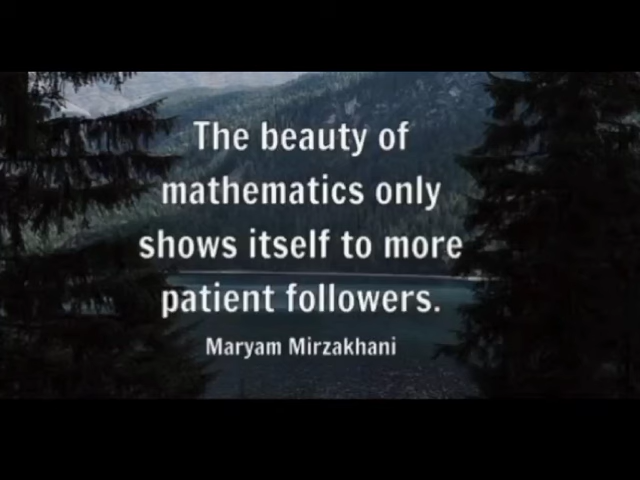 The beauty of
mathematics only
shows itself to more
patient followers.
Maryam Mirzakhani